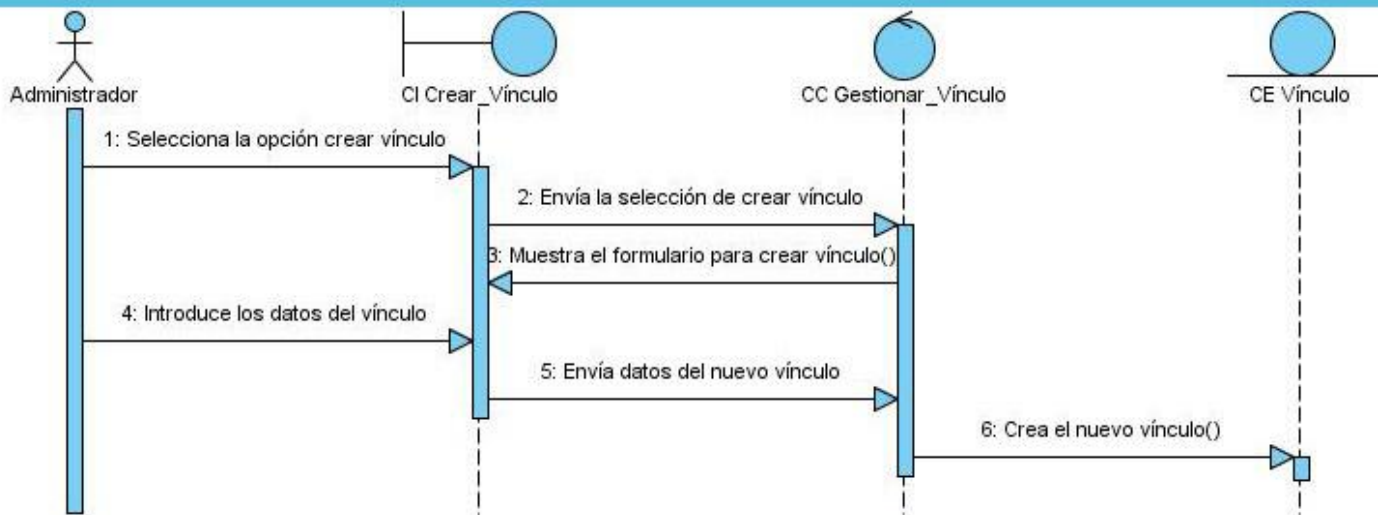 Administrador
CI Crear_Vínculo
CC Gestionar_Vínculo
CE Vínculo
1: Selecciona la opción crear vínculo
2: Envía la selección de crear vínculo
3: Muestra el formulario para crear vínculo()
4: Introduce los datos del vínculo
5: Envía datos del nuevo vínculo
6: Crea el nuevo vínculo()